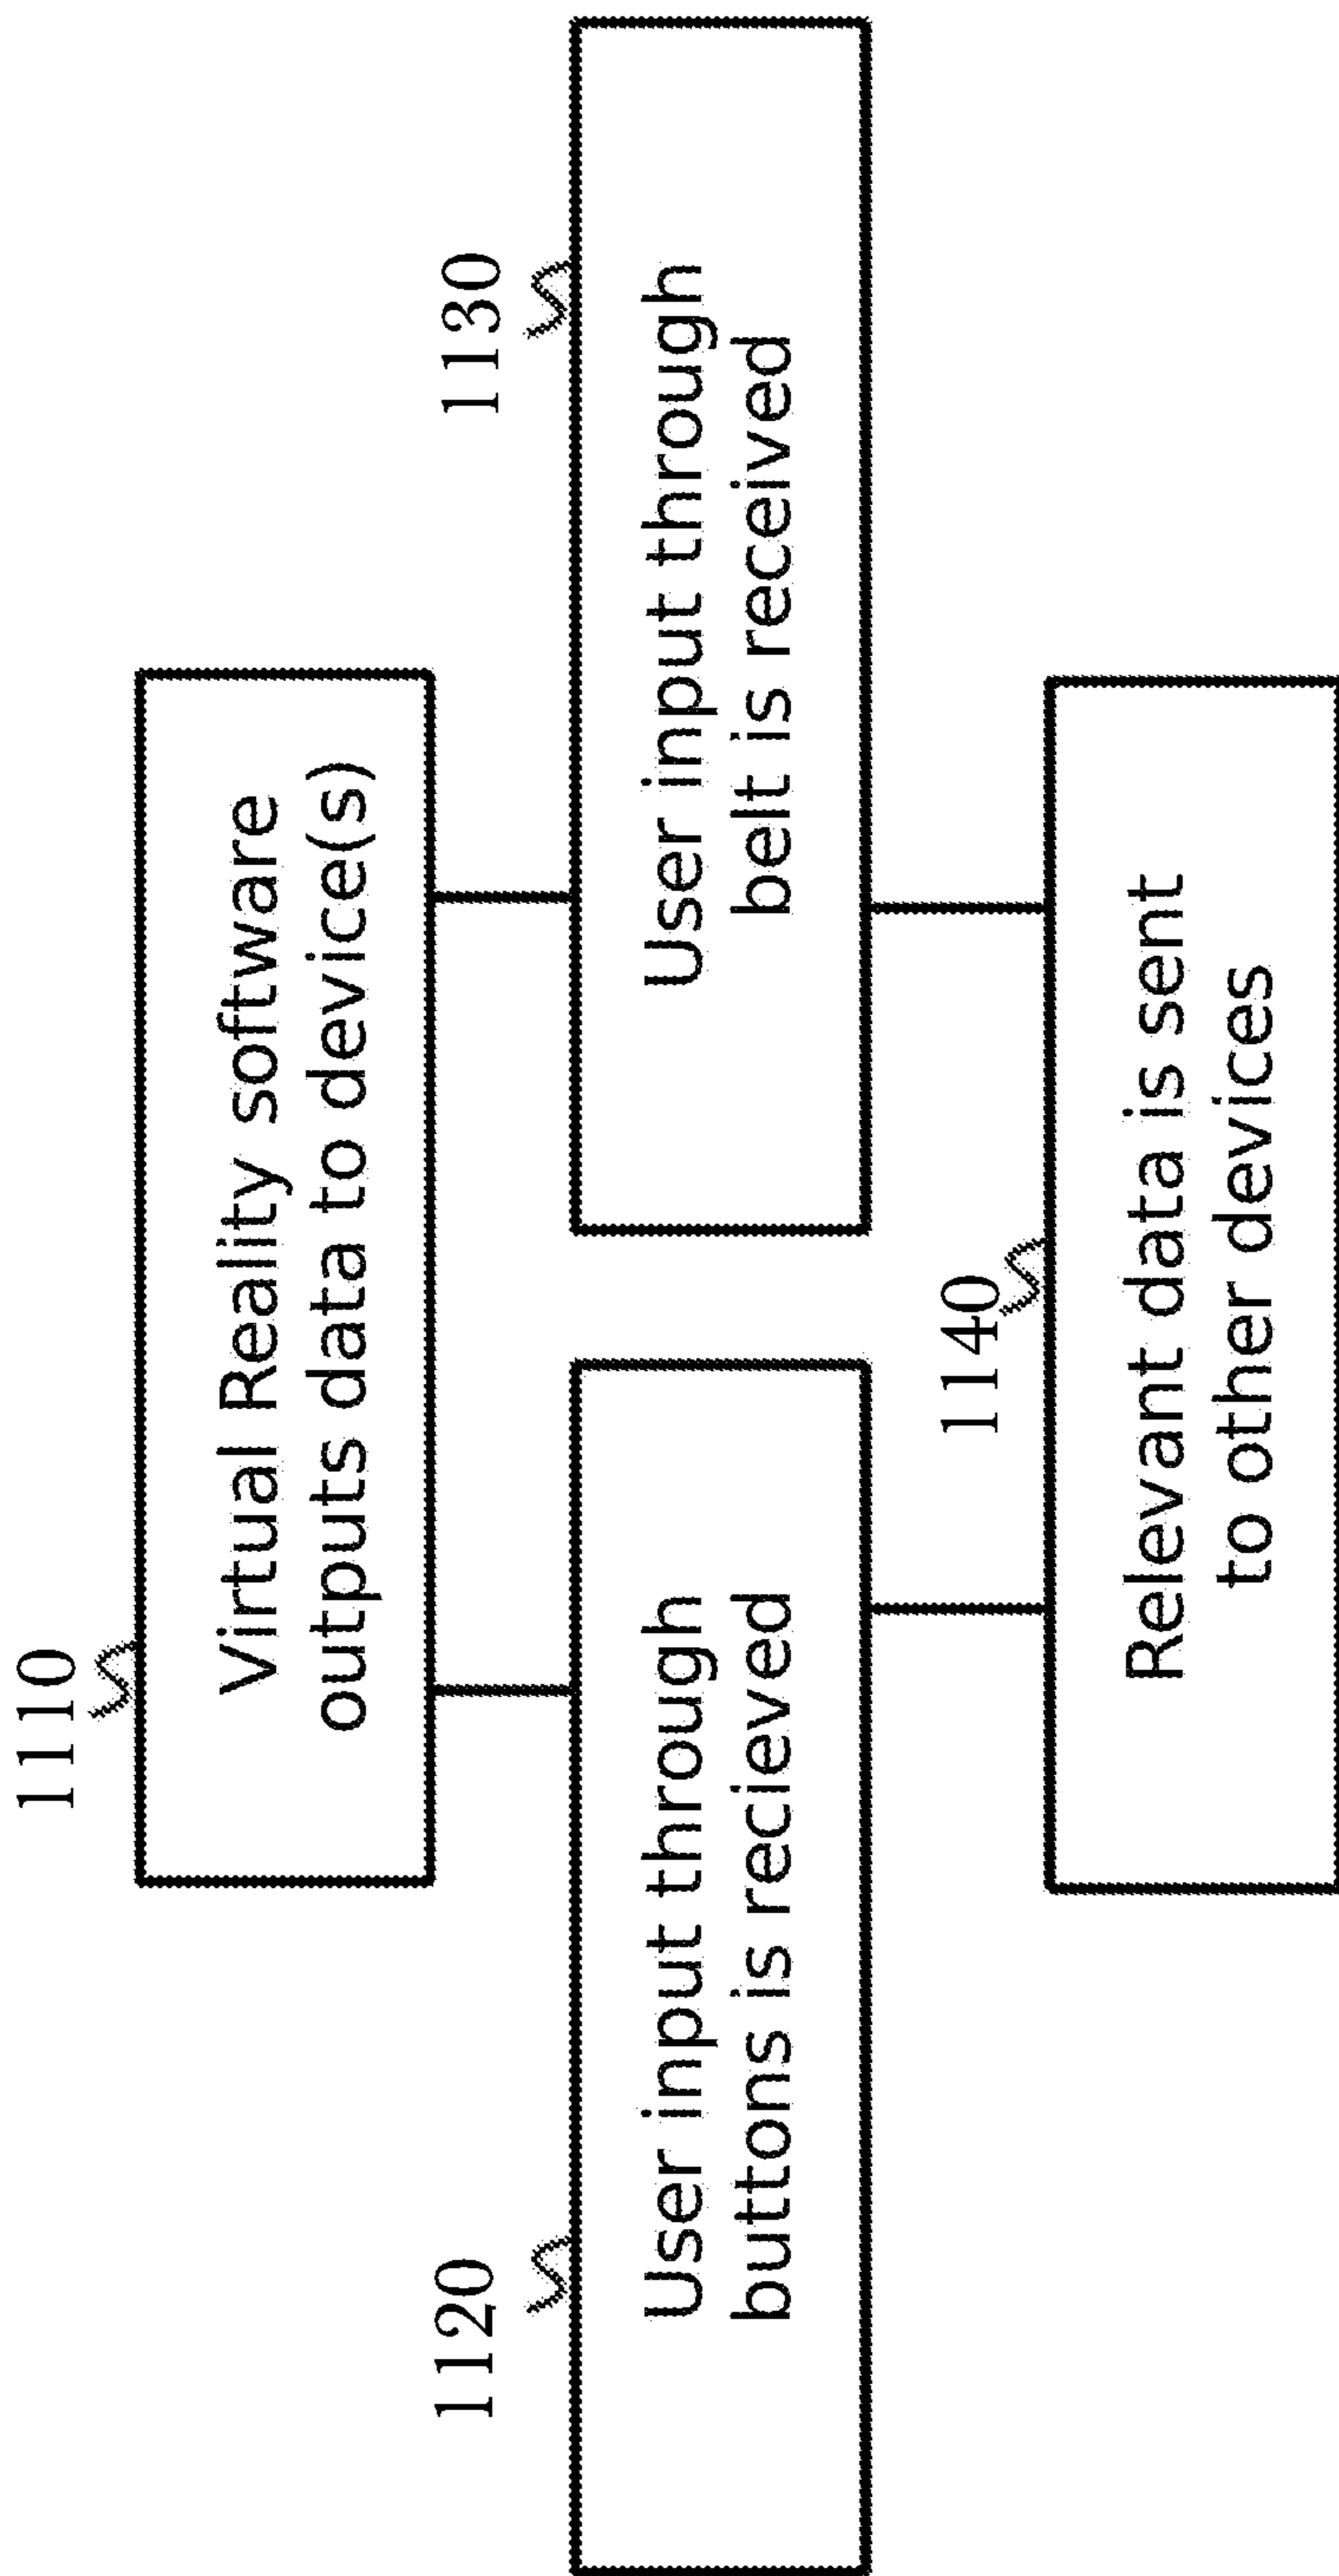 1110
Virtual Reality software
outputs data to device(s)
1120
User input through
buttons is recieved
1130
User input through
belt is received
1140
Relevant data is sent
to other devices